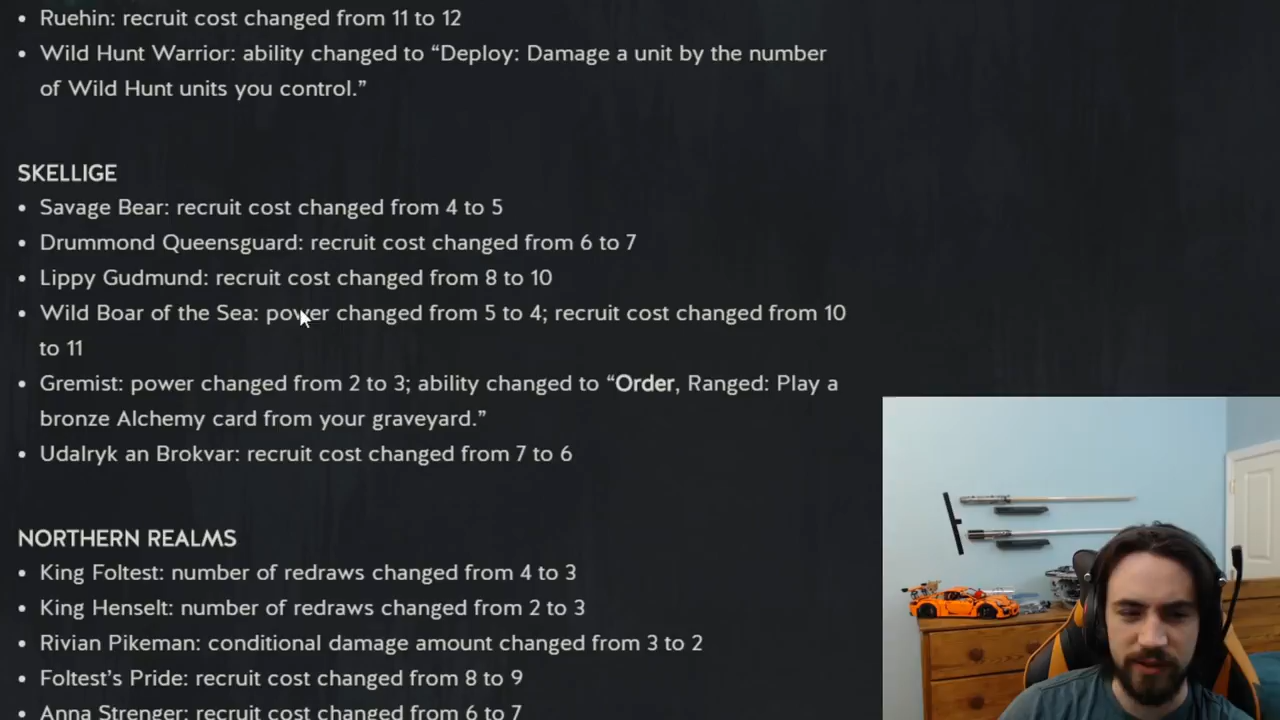 • Ruehin: recruit cost changed from 11 to 12
• Wild Hunt Warrior: ability changed to “Deploy: Damage a unit by the number
of Wild Hunt units you control.”
SKELLIGE
• Savage Bear: recruit cost changed from 4 to 5
• Drummond Queensguard: recruit cost changed from 6 to 7
• Lippy Gudmund: recruit cost changed from 8 to 10
• Wild Boar of the Sea: power changed from 5 to 4; recruit cost changed from 10
to 11
• Gremist: power changed from 2 to 3; ability changed to “Order, Ranged: Play a
bronze Alchemy card from your graveyard.”
• Udalryk an Brokvar: recruit cost changed from 7 to 6
NORTHERN REALMS
• King Foltest: number of redraws changed from 4 to 3
• King Henselt: number of redraws changed from 2 to 3
• Rivian Pikeman: conditional damage amount changed from 3 to 2
• Foltest’s Pride: recruit cost changed from 8 to 9
• Anna Strenger: recruit cost changed from 6 to 7